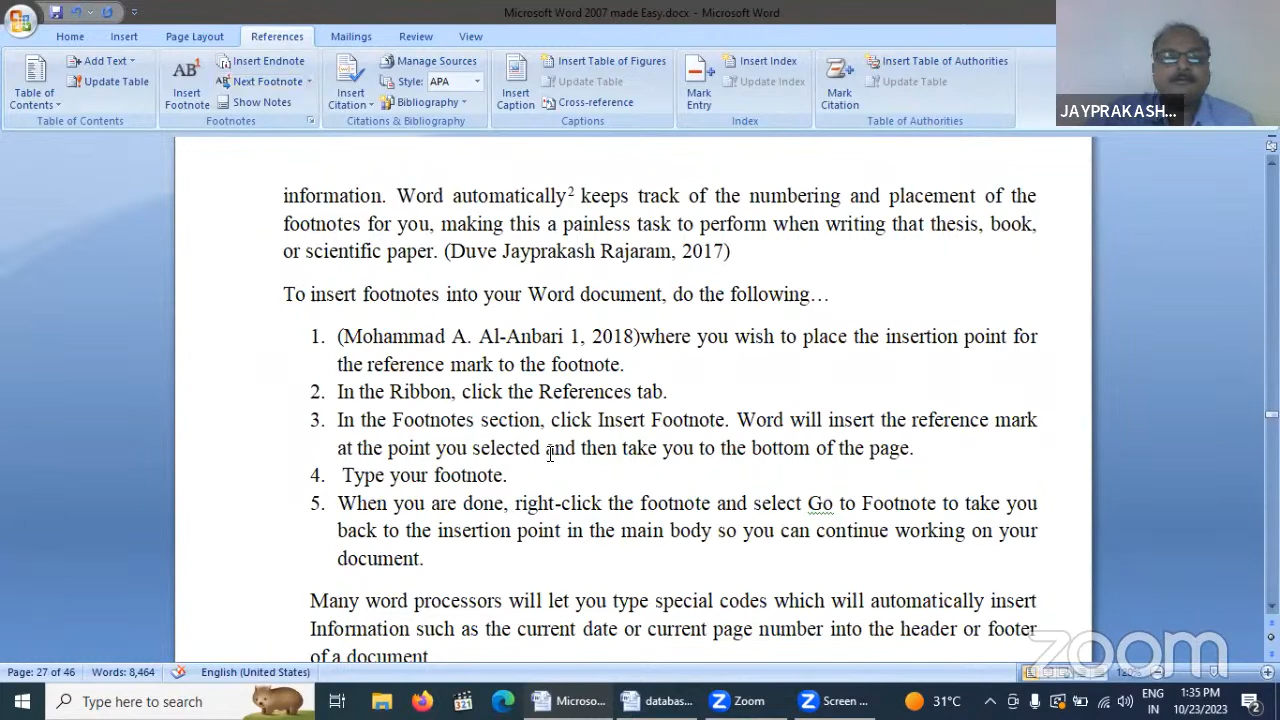 Microsoft Word 2007 made Easy.docx - Microsoft Word
Home Insert Page Layout References Mailings Review View
Table of Contents
Add Text
Update Table
Table of Contents
Insert Footnote
Insert Endnote
Next Footnote
Show Notes
Footnotes
Insert Citation
Manage Sources
Style: APA
Bibliography
Citations & Bibliography
Insert Caption
Insert Table of Figures
Update Table
Cross-reference
Captions
Mark Entry
Insert Index
Update Index
Index
Mark Citation
Insert Table of Authorities
Update Table
Table of Authorities
JAYPRAKASH...
information. Word automatically2 keeps track of the numbering and placement of the
footnotes for you, making this a painless task to perform when writing that thesis, book,
or scientific paper. (Duve Jayprakash Rajaram, 2017)
To insert footnotes into your Word document, do the following…
1. (Mohammad A. Al-Anbari 1, 2018)where you wish to place the insertion point for
the reference mark to the footnote.
2. In the Ribbon, click the References tab.
3. In the Footnotes section, click Insert Footnote. Word will insert the reference mark
at the point you selected and then take you to the bottom of the page.
4. Type your footnote.
5. When you are done, right-click the footnote and select Go to Footnote to take you
back to the insertion point in the main body so you can continue working on your
document.
Many word processors will let you type special codes which will automatically insert
Information such as the current date or current page number into the header or footer
of a document
zoom
Page: 27 of 46 Words: 8,464 English (United States)
Type here to search
321
Microso...
databas...
Zoom
Screen ...
31°C
ENG
IN
1:35 PM
10/23/2023
2